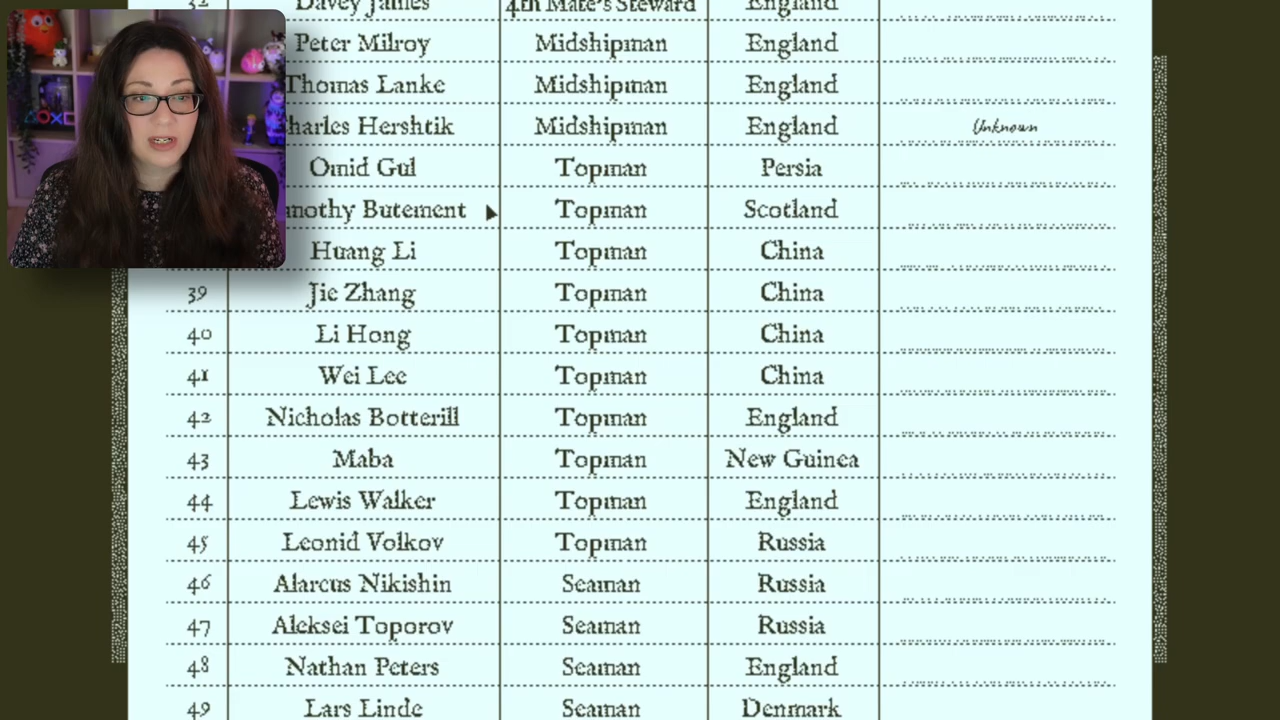 Davey James 4th Mate's Steward England
Peter Milroy Midshipman England
Thomas Lanke Midshipman England
harles Hershtik Midshipman England Unknown
Omid Gul Topman Persia
mothy Butement Topman Scotland
Huang Li Topman China
39 Jie Zhang Topman China
40 Li Hong Topman China
41 Wei Lee Topman China
42 Nicholas Botterill Topman England
43 Maba Topman New Guinea
44 Lewis Walker Topman England
45 Leonid Volkov Topman Russia
46 Alarcus Nikishin Seaman Russia
47 Aleksei Toporov Seaman Russia
48 Nathan Peters Seaman England
49 Lars Linde Seaman Denmark